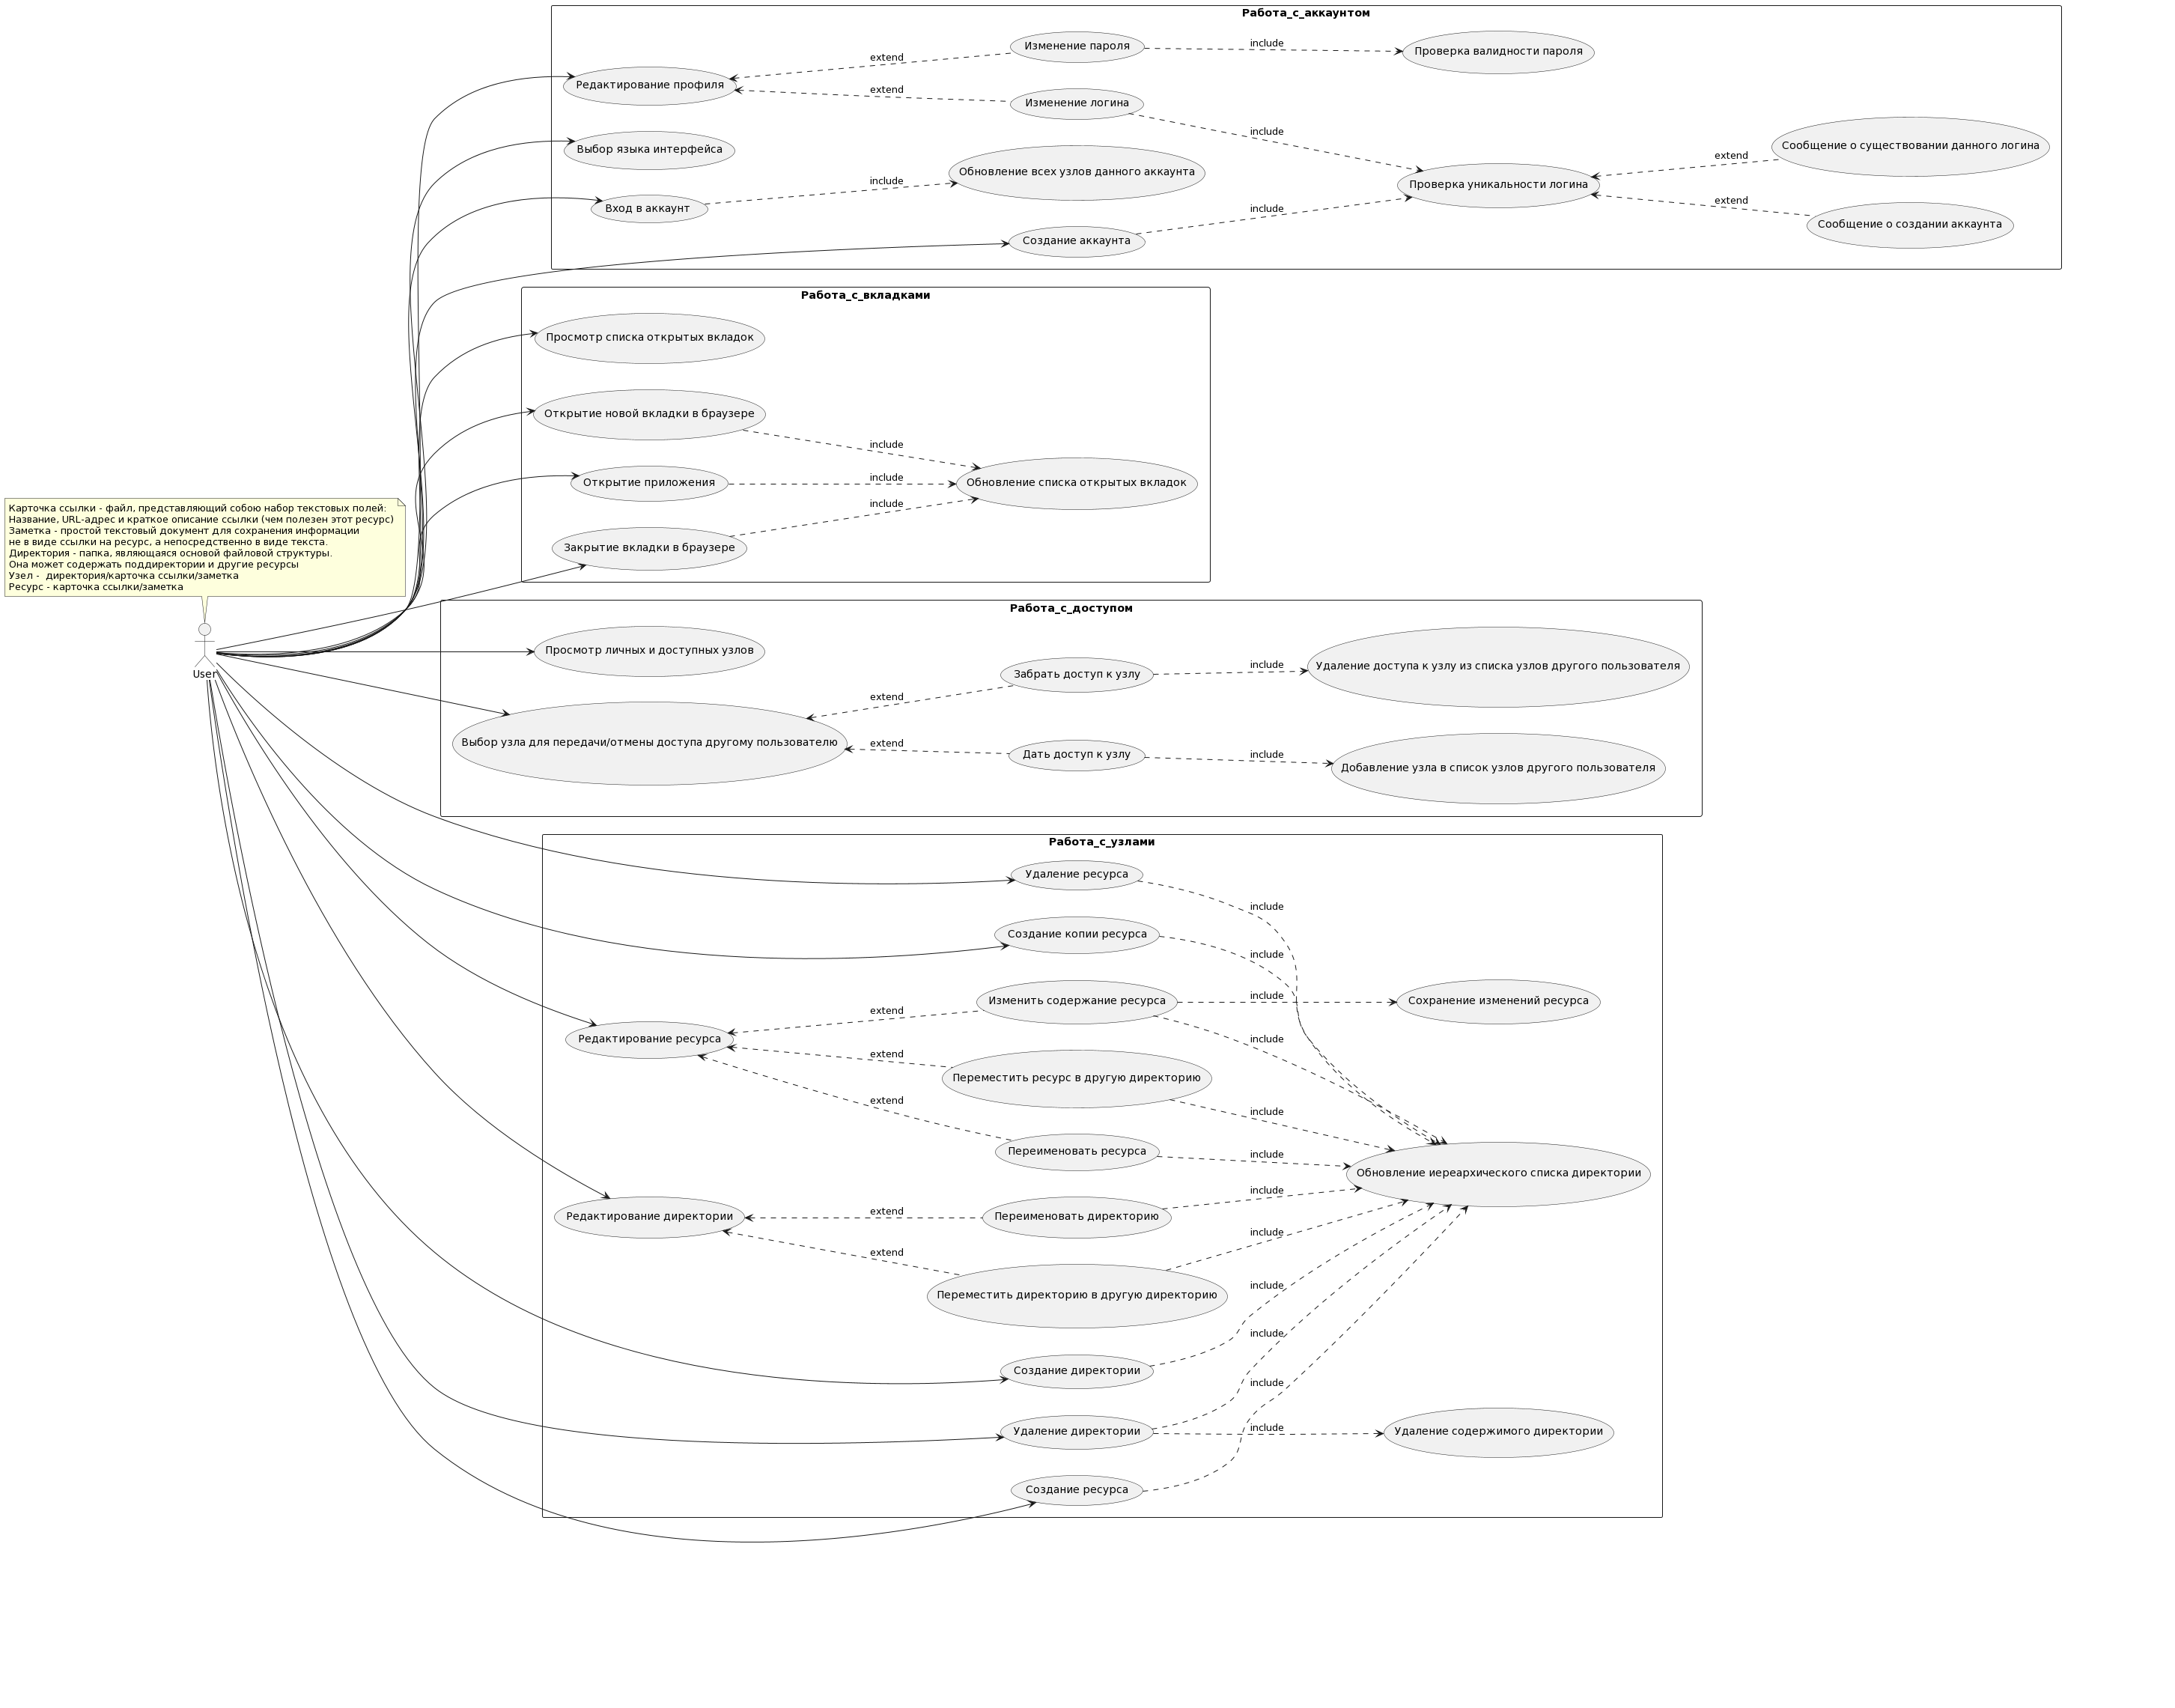 Работа_с_аккаунтом
Изменение пароля
include
Проверка валидности пароля
extend
Редактирование профиля
extend
Изменение логина
include
Выбор языка интерфейса
Сообщение о существовании данного логина
extend
Обновление всех узлов данного аккаунта
include
Проверка уникальности логина
Вход в аккаунт
include
extend
Сообщение о создании аккаунта
Создание аккаунта
Работа_с_вкладками
Просмотр списка открытых вкладок
Открытие новой вкладки в браузере
include
Открытие приложения
include
Обновление списка открытых вкладок
include
Закрытие вкладки в браузере
Карточка ссылки - файл, представляющий собою набор текстовых полей:
Название, URL-адрес и краткое описание ссылки (чем полезен этот ресурс)
Заметка - простой текстовый документ для сохранения информации
не в виде ссылки на ресурс, а непосредственно в виде текста.
Директория - папка, являющаяся основой файловой структуры.
Она может содержать поддиректории и другие ресурсы
Узел -  директория/карточка ссылки/заметка
Ресурс - карточка ссылки/заметка
User
Работа_с_доступом
Просмотр личных и доступных узлов
Забрать доступ к узлу
include
Удаление доступа к узлу из списка узлов другого пользователя
extend
Выбор узла для передачи/отмены доступа другому пользователю
extend
Дать доступ к узлу
include
Добавление узла в список узлов другого пользователя
Работа_с_узлами
Удаление ресурса
include
Создание копии ресурса
include
Изменить содержание ресурса
include
Сохранение изменений ресурса
extend
Редактирование ресурса
include
extend
Переместить ресурс в другую директорию
extend
include
Переименовать ресурса
include
Обновление иереархического списка директории
include
Редактирование директории
extend
Переименовать директорию
include
extend
Переместить директорию в другую директорию
include
include
Создание директории
include
Удаление директории
include
Удаление содержимого директории
Создание ресурса